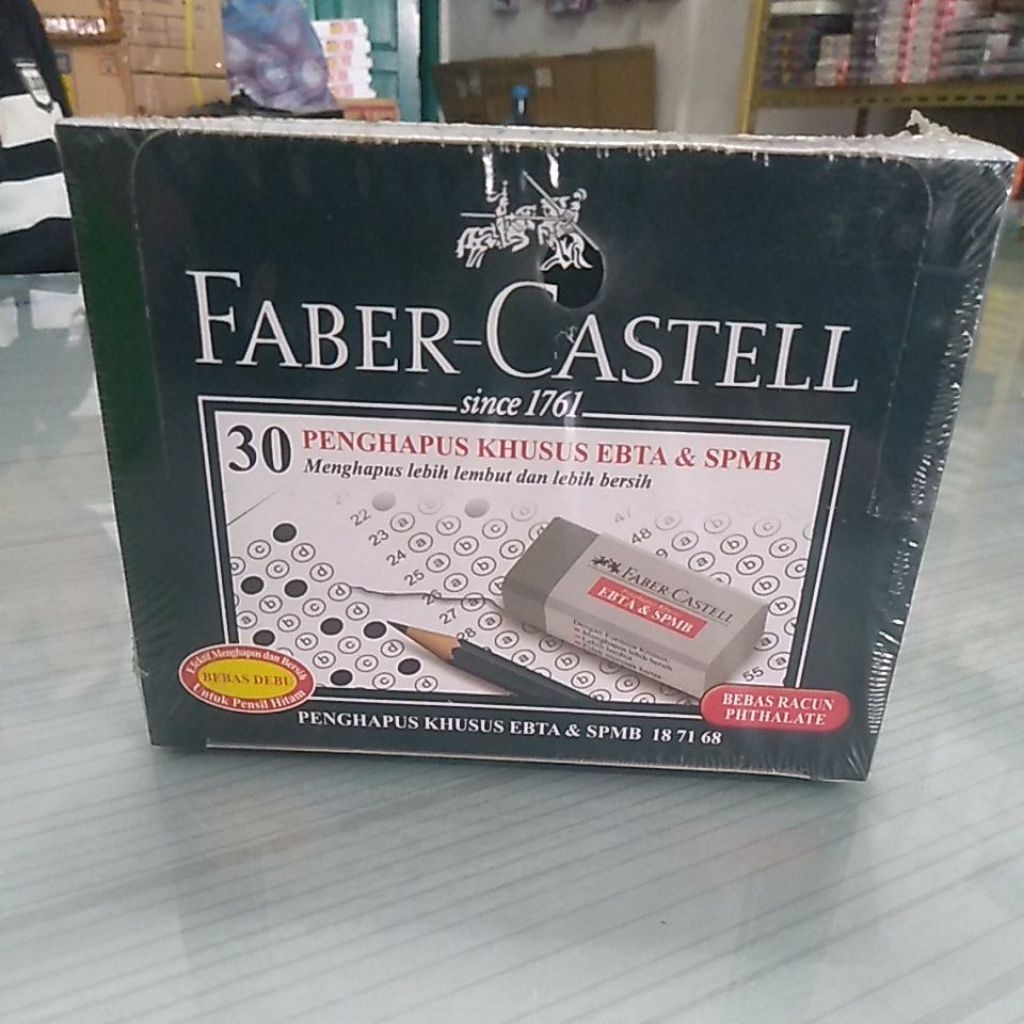 FABER-CASTELL
since 1761
30 PENGHAPUS KHUSUS EBTA & SPMB
Menghapus lebih lembut dan lebih bersih
22
23 a
24 a b
25 a b c
26
27
28
47
48
55
FABER CASTELL
EBTA & SPMB
Efektif Menghapus dan Bersih
BEBAS DEBU
Untuk Pensil Hitam
BEBAS RACUN
PHTHALATE
PENGHAPUS KHUSUS EBTA & SPMB 18 71 68